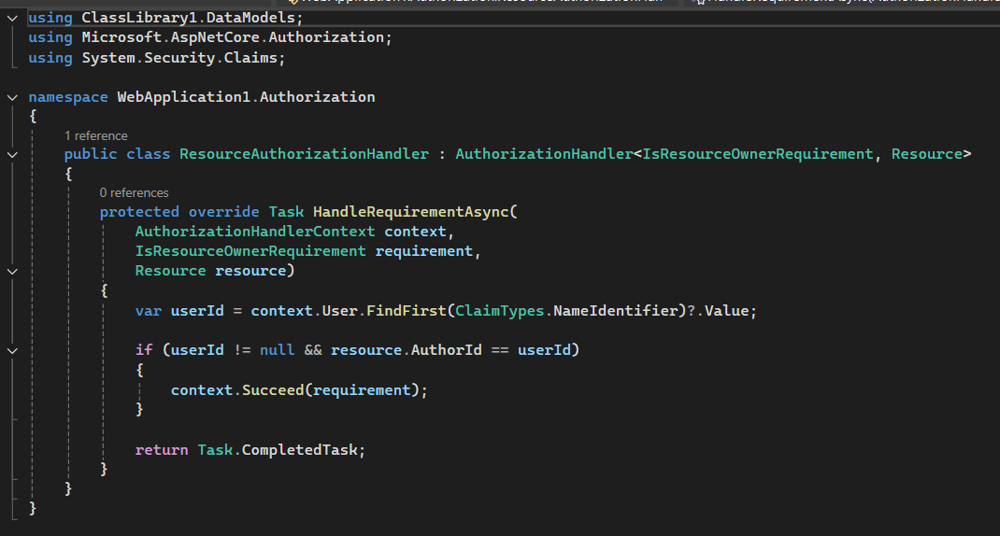 using ClassLibrary1.DataModels;
using Microsoft.AspNetCore.Authorization;
using System.Security.Claims;
namespace WebApplication1.Authorization
{
1 reference
public class ResourceAuthorizationHandler : AuthorizationHandler<IsResourceOwnerRequirement, Resource>
{
0 references
protected override Task HandleRequirementAsync(
AuthorizationHandlerContext context,
IsResourceOwnerRequirement requirement,
Resource resource)
{
var userId = context.User.FindFirst(ClaimTypes.NameIdentifier)?.Value;
if (userId != null && resource.AuthorId == userId)
{
context.Succeed(requirement);
}
return Task.CompletedTask;
}
}
}